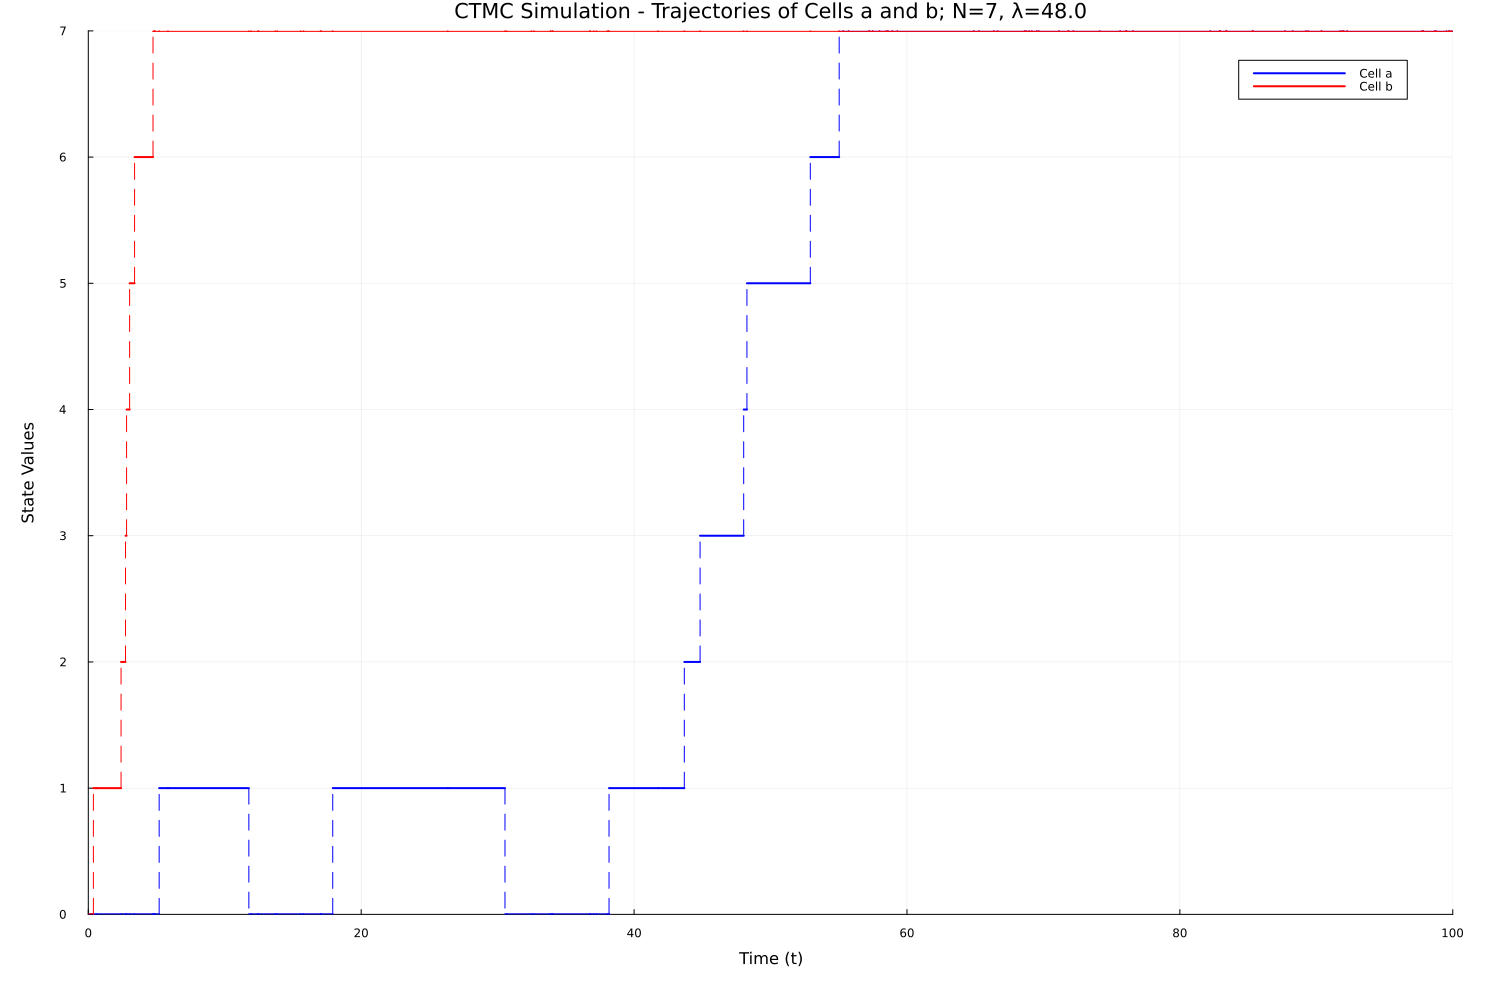 CTMC Simulation - Trajectories of Cells a and b; N=7, λ=48.0
Cell a
Cell b
7
6
5
4
3
2
1
0
State Values
0 20 40 60 80 100
Time (t)